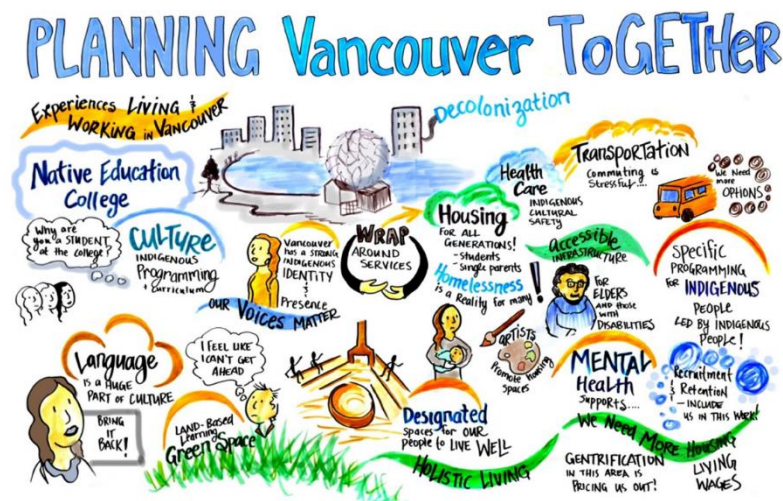 PLANNING Vancouver ToGETHeR
Experiences LIVING &
WORKING in VANCOUVER
Decolonization
Native Education
College
Why are
you a STUDENT
at the college?
CULTURE
INDIGENOUS
Programming
+ curriculum
Vancouver
has a STRONG
INDIGENOUS
IDENTITY
&
Presence
OUR VOICES MATTER
WRAP
AROUND
SERVICES
Housing
FOR ALL
GENERATIONS!
- students
- single parents
Homelessness
is a Reality for many!
Health
CARE
INDIGENOUS
CULTURAL
SAFETY
TRANSPORTATION
Commuting is
Stressful....
We Need
more
OPTIONS
Accessible
INFRASTRUCTURE
FOR
ELDERS
AND those
WITH
DISABILITIES
SPECIFIC
PROGRAMMING
FOR INDIGENOUS
PEOPLE
LED BY INDIGENOUS
PEOPLE!
Language
IS A HUGE
PART OF CULTURE
BRING
IT
BACK!
I FEEL LIKE
I CAN'T GET
AHEAD
LAND-BASED
Learning
Green Space
ARTISTS
Promote housing
spaces
Designated
spaces for OUR
people to LIVE WELL
HOLISTIC LIVING
MENTAL
Health
supports....
Recruitment
&
Retention
- INCLUDE
US IN THIS WORK!
We Need More HOUSING
GENTRIFICATION
IN THIS AREA IS
PRICING US OUT!
LIVING
WAGES